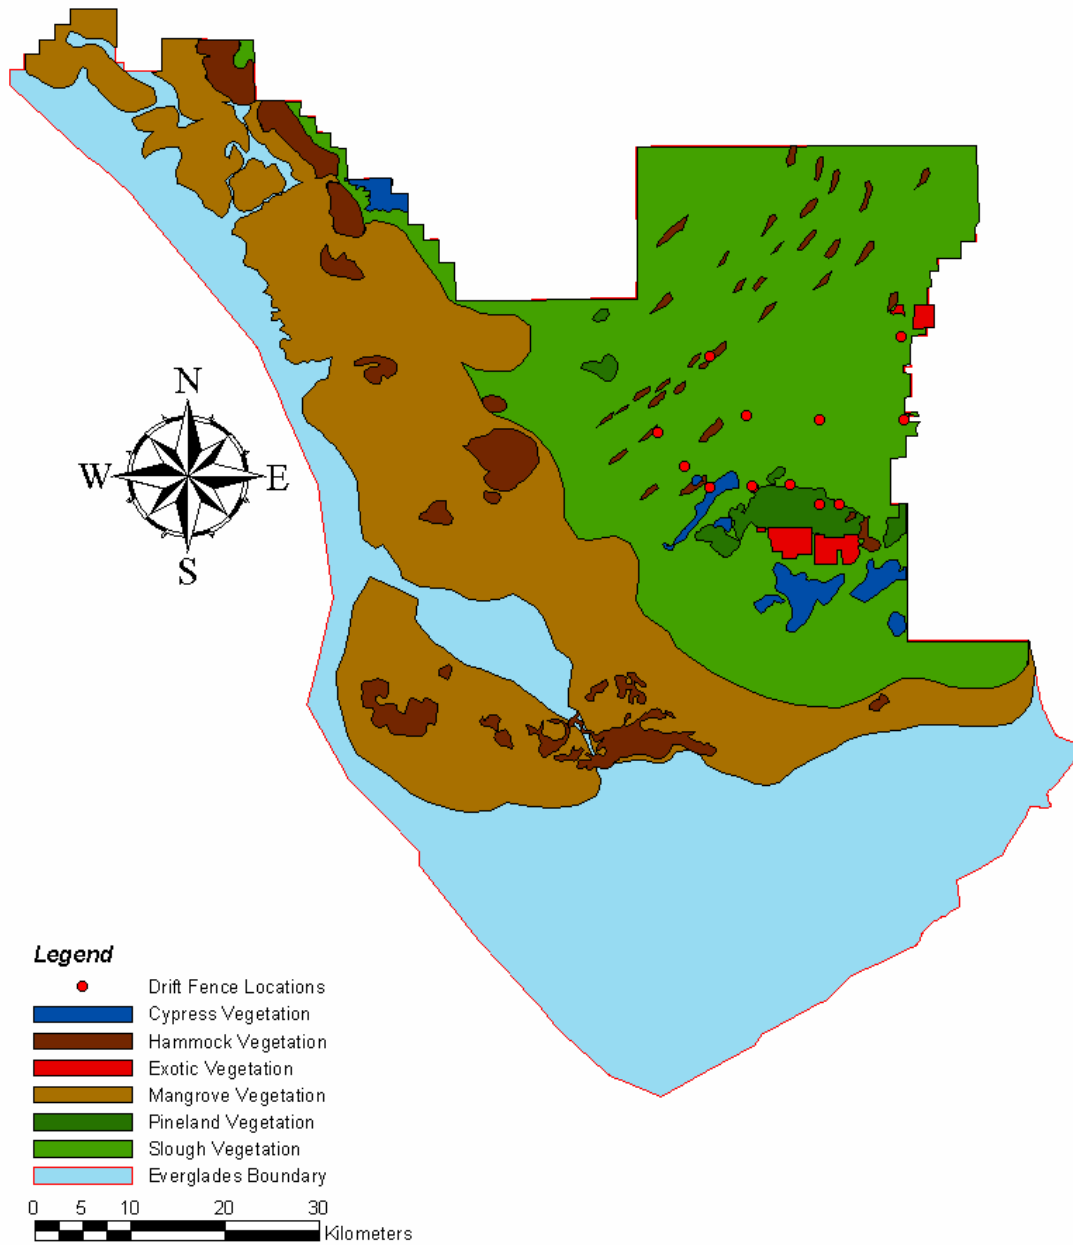 N
W E
S
Legend
Drift Fence Locations
Cypress Vegetation
Hammock Vegetation
Exotic Vegetation
Mangrove Vegetation
Pineland Vegetation
Slough Vegetation
Everglades Boundary
0 5 10 20 30
Kilometers